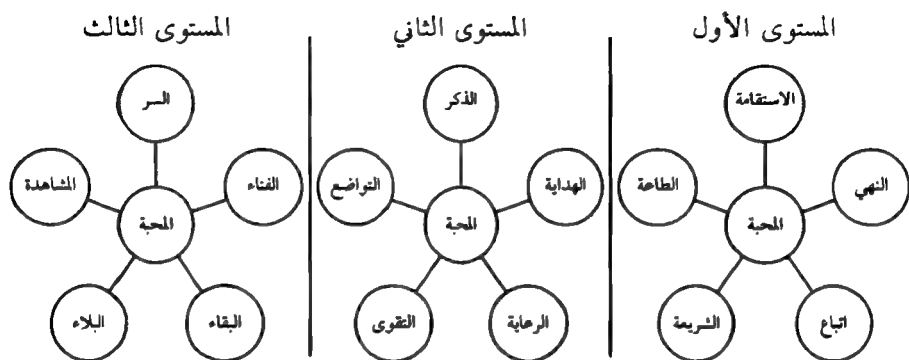 المستوى الأول
الاستقامة
النهي
الطاعة
المحبة
اتباع
الشريعة
المستوى الثاني
الذكر
الهداية
التواضع
المحبة
الرعاية
التقوى
المستوى الثالث
السر
الفناء
المشاهدة
المحبة
البقاء
البلاء